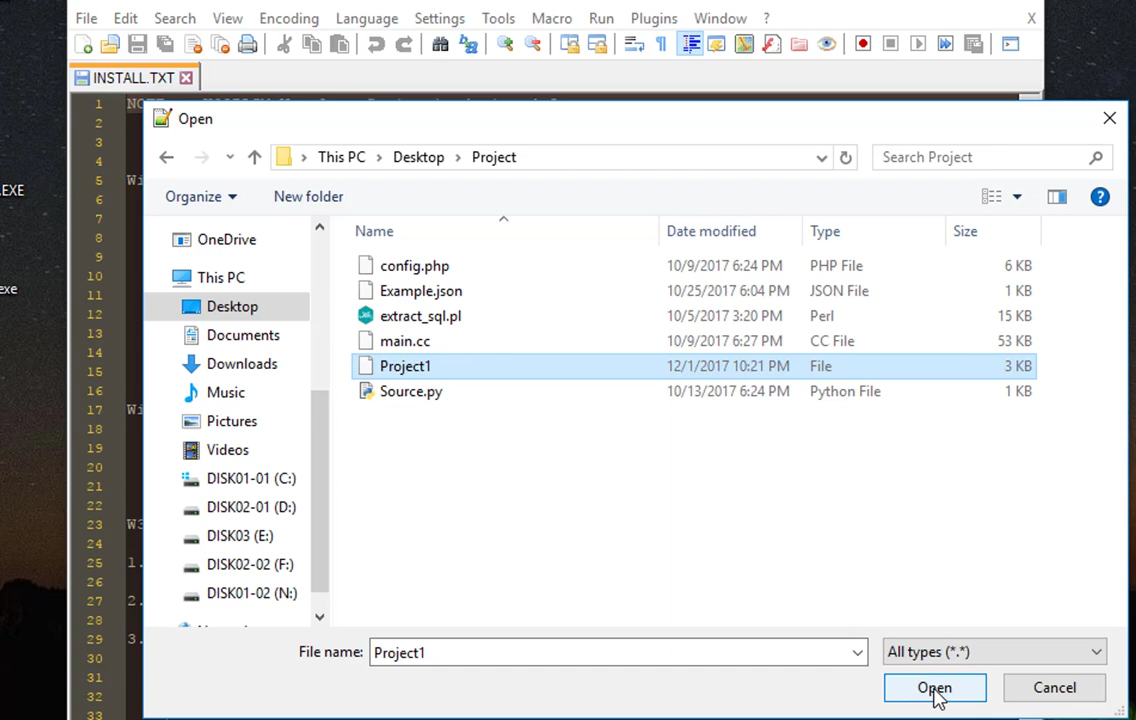 File Edit Search View Encoding Language Settings Tools Macro Run Plugins Window ? X
INSTALL.TXT
1
2
3
4
5 Wi
6
7
8
9
10
11
12
13
14
15
16
17 Wi
18
19
20
21
22
23 W3
24
25 1.
26
27 2.
28
29 3.
30
31
32
33
.EXE
exe
Open
This PC > Desktop > Project
Search Project
Organize New folder
Name Date modified Type Size
config.php 10/9/2017 6:24 PM PHP File 6 KB
Example.json 10/25/2017 6:04 PM JSON File 1 KB
extract_sql.pl 10/5/2017 3:20 PM Perl 15 KB
main.cc 10/9/2017 6:27 PM CC File 53 KB
Project1 12/1/2017 10:21 PM File 3 KB
Source.py 10/13/2017 6:24 PM Python File 1 KB
OneDrive
This PC
Desktop
Documents
Downloads
Music
Pictures
Videos
DISK01-01 (C:)
DISK02-01 (D:)
DISK03 (E:)
DISK02-02 (F:)
DISK01-02 (N:)
File name: Project1 All types (*.*)
Open Cancel